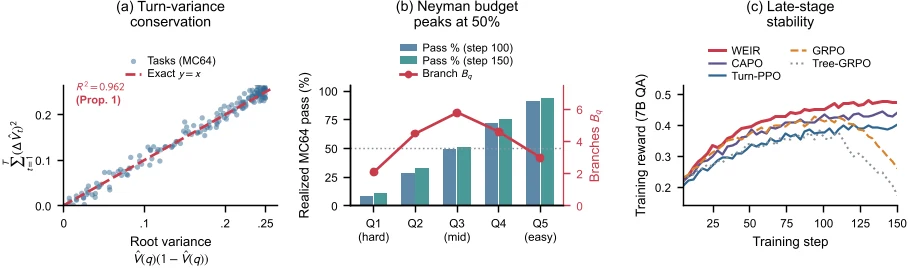 (a) Turn-variance
conservation
Tasks (MC64)
Exact y = x
R² = 0.962
(Prop. 1)
T∑t=1(Δ V̂t)²
0.2
0.1
0.0
0
.1
.2
.25
Root variance
V̂(q)(1 − V̂(q))
(b) Neyman budget
peaks at 50%
Pass % (step 100)
Pass % (step 150)
Branch Bq
Realized MC64 pass (%)
100
75
50
25
0
6
4
2
0
Branches Bq
Q1
(hard)
Q2
Q3
(mid)
Q4
Q5
(easy)
(c) Late-stage
stability
WEIR
CAPO
Turn-PPO
GRPO
Tree-GRPO
Training reward (7B QA)
0.5
0.4
0.3
0.2
25
50
75
100
125
150
Training step